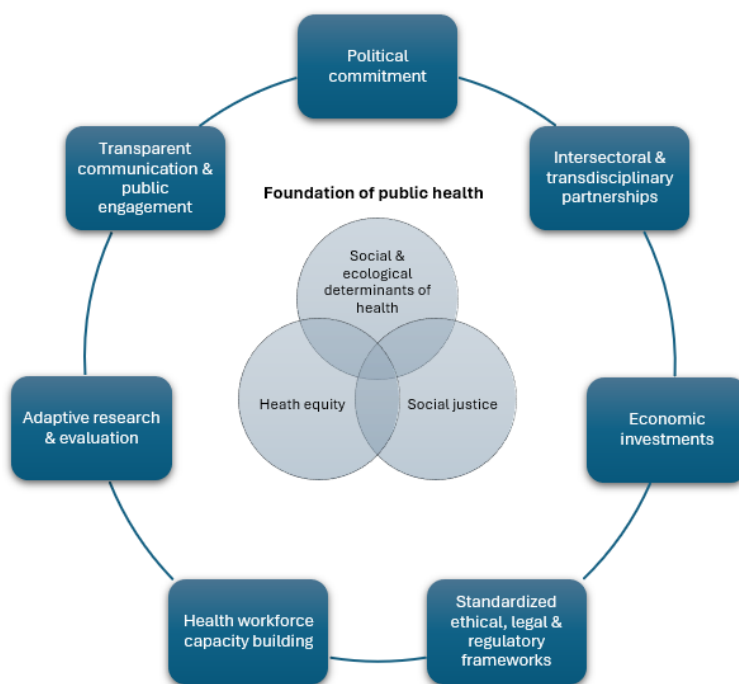 Political
commitment
Transparent
communication &
public
engagement
Intersectoral &
transdisciplinary
partnerships
Foundation of public health
Social &
ecological
determinants of
health
Heath equity
Social justice
Adaptive research
& evaluation
Economic
investments
Health workforce
capacity building
Standardized
ethical, legal &
regulatory
frameworks